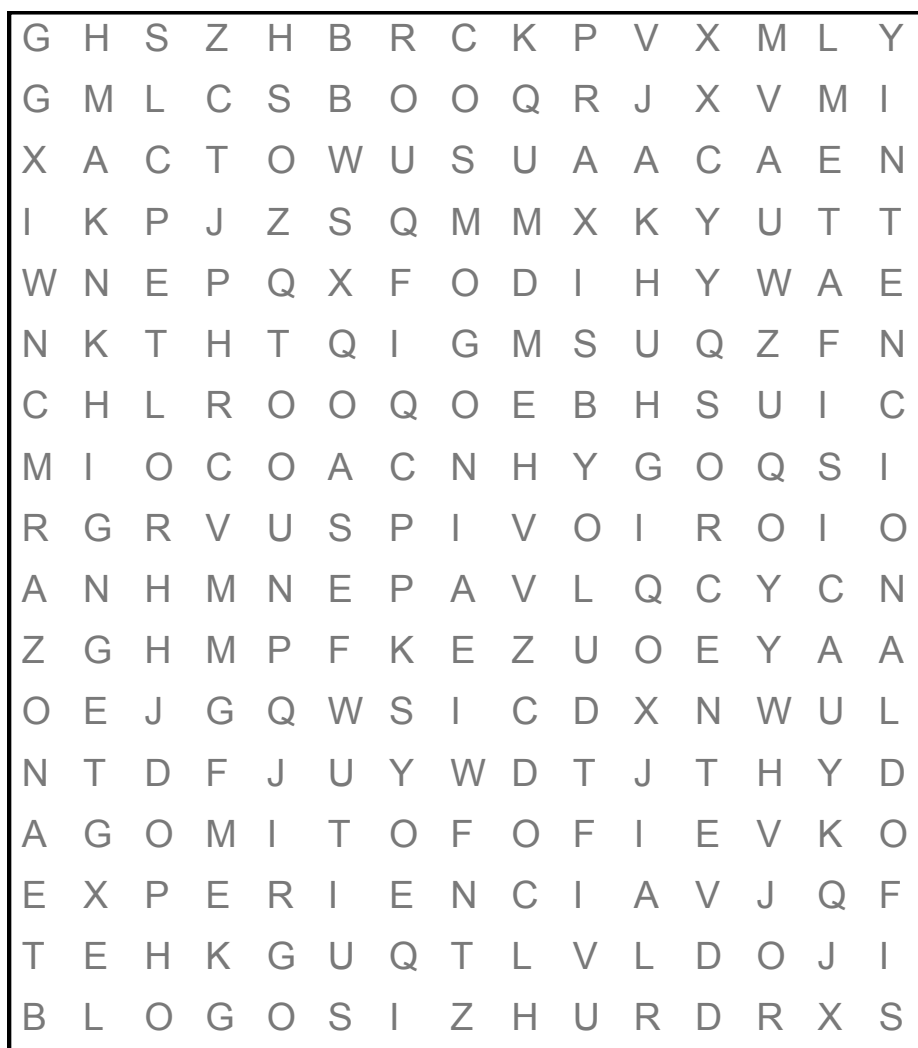 G H S Z H B R C K P V X M L Y
G M L C S B O O Q R J X V M I
X A C T O W U S U A A C A E N
I K P J Z S Q M M X K Y U T T
W N E P Q X F O D I H Y W A E
N K T H T Q I G M S U Q Z F N
C H L R O O Q O E B H S U I C
M I O C O A C N H Y G O Q S I
R G R V U S P I V O I R O I O
A N H M N E P A V L Q C Y C N
Z G H M P F K E Z U O E Y A A
O E J G Q W S I C D X N W U L
N T D F J U Y W D T J T H Y D
A G O M I T O F O F I E V K O
E X P E R I E N C I A V J Q F
T E H K G U Q T L V L D O J I
B L O G O S I Z H U R D R X S